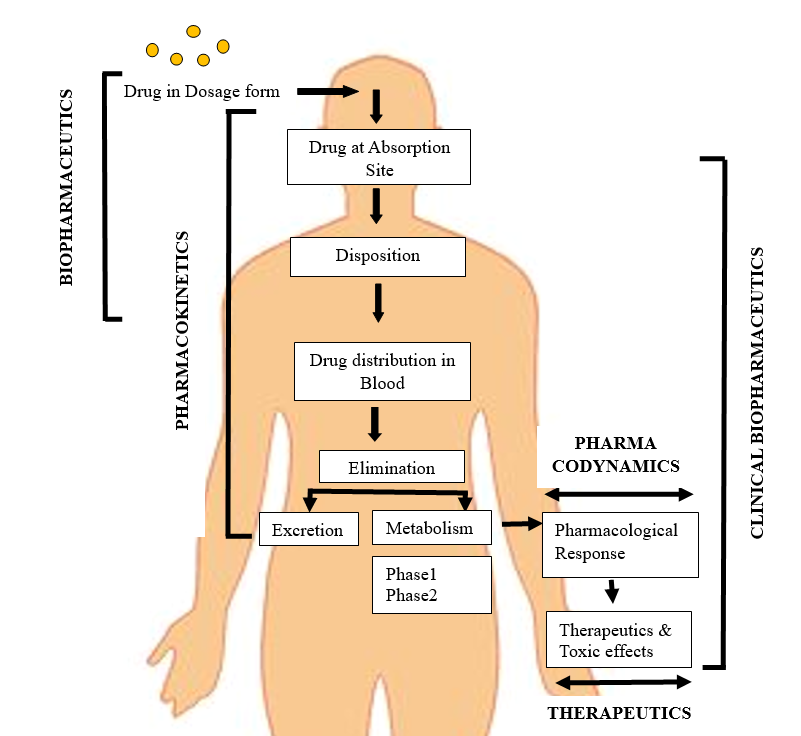 Drug in Dosage form
BIOPHARMACEUTICS
PHARMACOKINETICS
Drug at Absorption
Site
Disposition
Drug distribution in
Blood
Elimination
Excretion
Metabolism
Phase1
Phase2
PHARMA
CODYNAMICS
Pharmacological
Response
Therapeutics &
Toxic effects
THERAPEUTICS
CLINICAL BIOPHARMACEUTICS